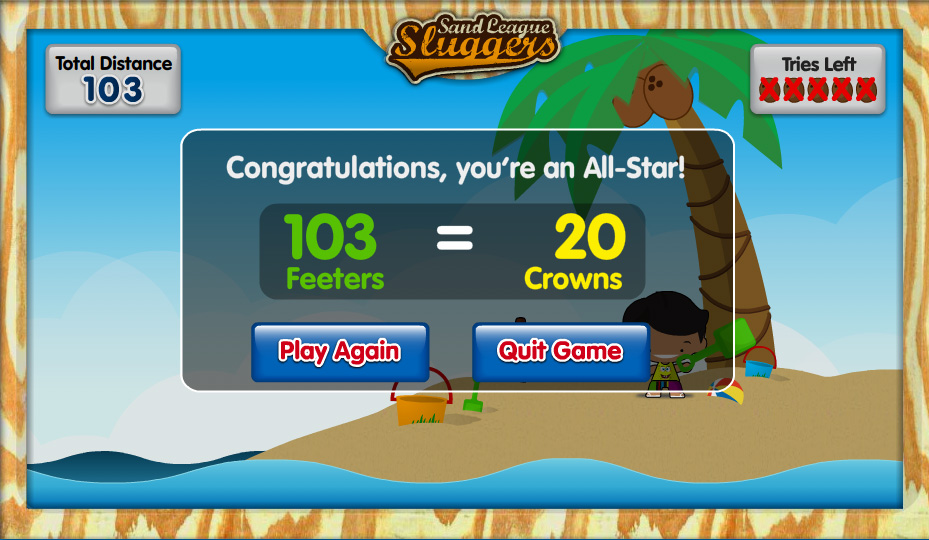 Sand League
Sluggers
Total Distance
103
Tries Left
Congratulations, you're an All-Star!
103 = 20
Feeters Crowns
Play Again Quit Game